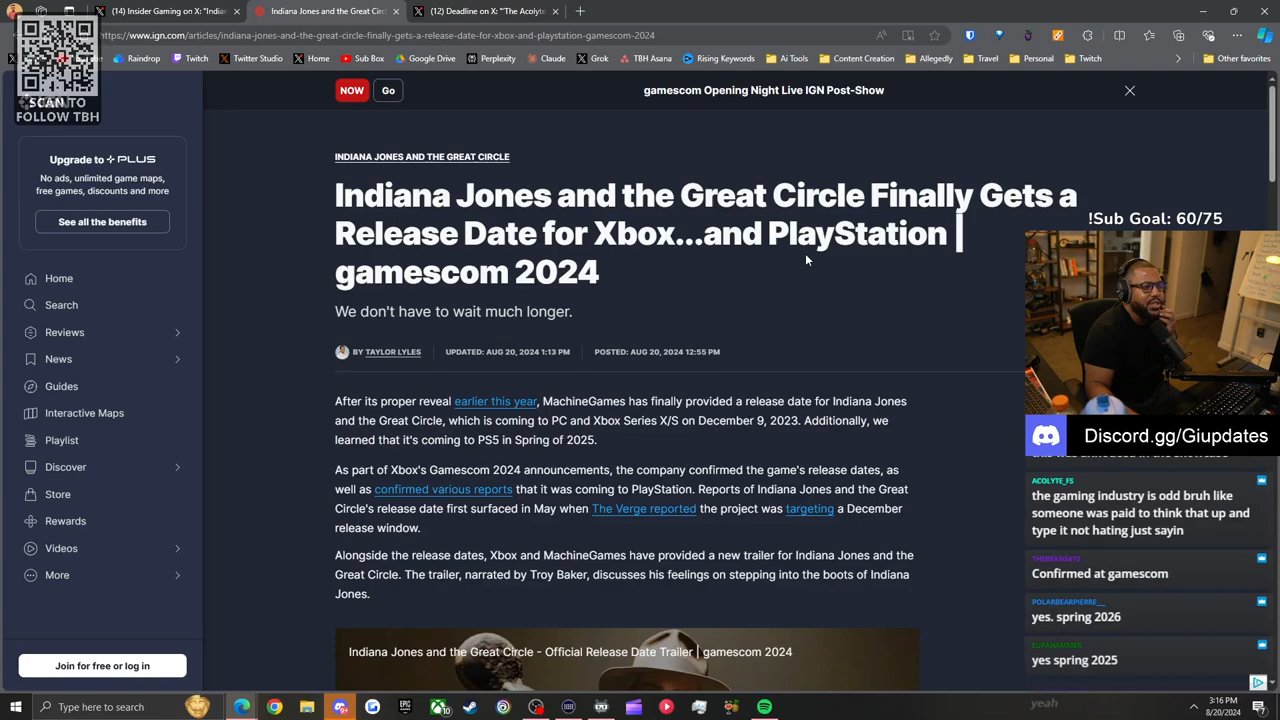 (14) Insider Gaming on X: "Indian
Indiana Jones and the Great Circ
(12) Deadline on X: "The Acolyte
https://www.ign.com/articles/indiana-jones-and-the-great-circle-finally-gets-a-release-date-for-xbox-and-playstation-gamescom-2024
Raindrop
Twitch
Twitter Studio
Home
Sub Box
Google Drive
Perplexity
Claude
Grok
TBH Asana
Rising Keywords
Ai Tools
Content Creation
Allegedly
Travel
Personal
Twitch
Other favorites
SCAN TO
FOLLOW TBH
NOW
Go
gamescom Opening Night Live IGN Post-Show
Upgrade to PLUS
No ads, unlimited game maps,
free games, discounts and more
See all the benefits
Home
Search
Reviews
News
Guides
Interactive Maps
Playlist
Discover
Store
Rewards
Videos
More
Join for free or log in
INDIANA JONES AND THE GREAT CIRCLE
Indiana Jones and the Great Circle Finally Gets a
Release Date for Xbox...and PlayStation |
gamescom 2024
We don't have to wait much longer.
BY TAYLOR LYLES
UPDATED: AUG 20, 2024 1:13 PM
POSTED: AUG 20, 2024 12:55 PM
After its proper reveal earlier this year, MachineGames has finally provided a release date for Indiana Jones
and the Great Circle, which is coming to PC and Xbox Series X/S on December 9, 2023. Additionally, we
learned that it's coming to PS5 in Spring of 2025.
As part of Xbox's Gamescom 2024 announcements, the company confirmed the game's release dates, as
well as confirmed various reports that it was coming to PlayStation. Reports of Indiana Jones and the Great
Circle's release date first surfaced in May when The Verge reported the project was targeting a December
release window.
Alongside the release dates, Xbox and MachineGames have provided a new trailer for Indiana Jones and the
Great Circle. The trailer, narrated by Troy Baker, discusses his feelings on stepping into the boots of Indiana
Jones.
Indiana Jones and the Great Circle - Official Release Date Trailer | gamescom 2024
!Sub Goal: 60/75
Discord.gg/Giupdates
ACOLYTE_FS
the gaming industry is odd bruh like
someone was paid to think that up and
type it not hating just sayin
Confirmed at gamescom
POLARBEARPIERRE__
yes. spring 2026
SUPAHAMMER
yes spring 2025
yeah
Type here to search
3:16 PM
8/20/2024